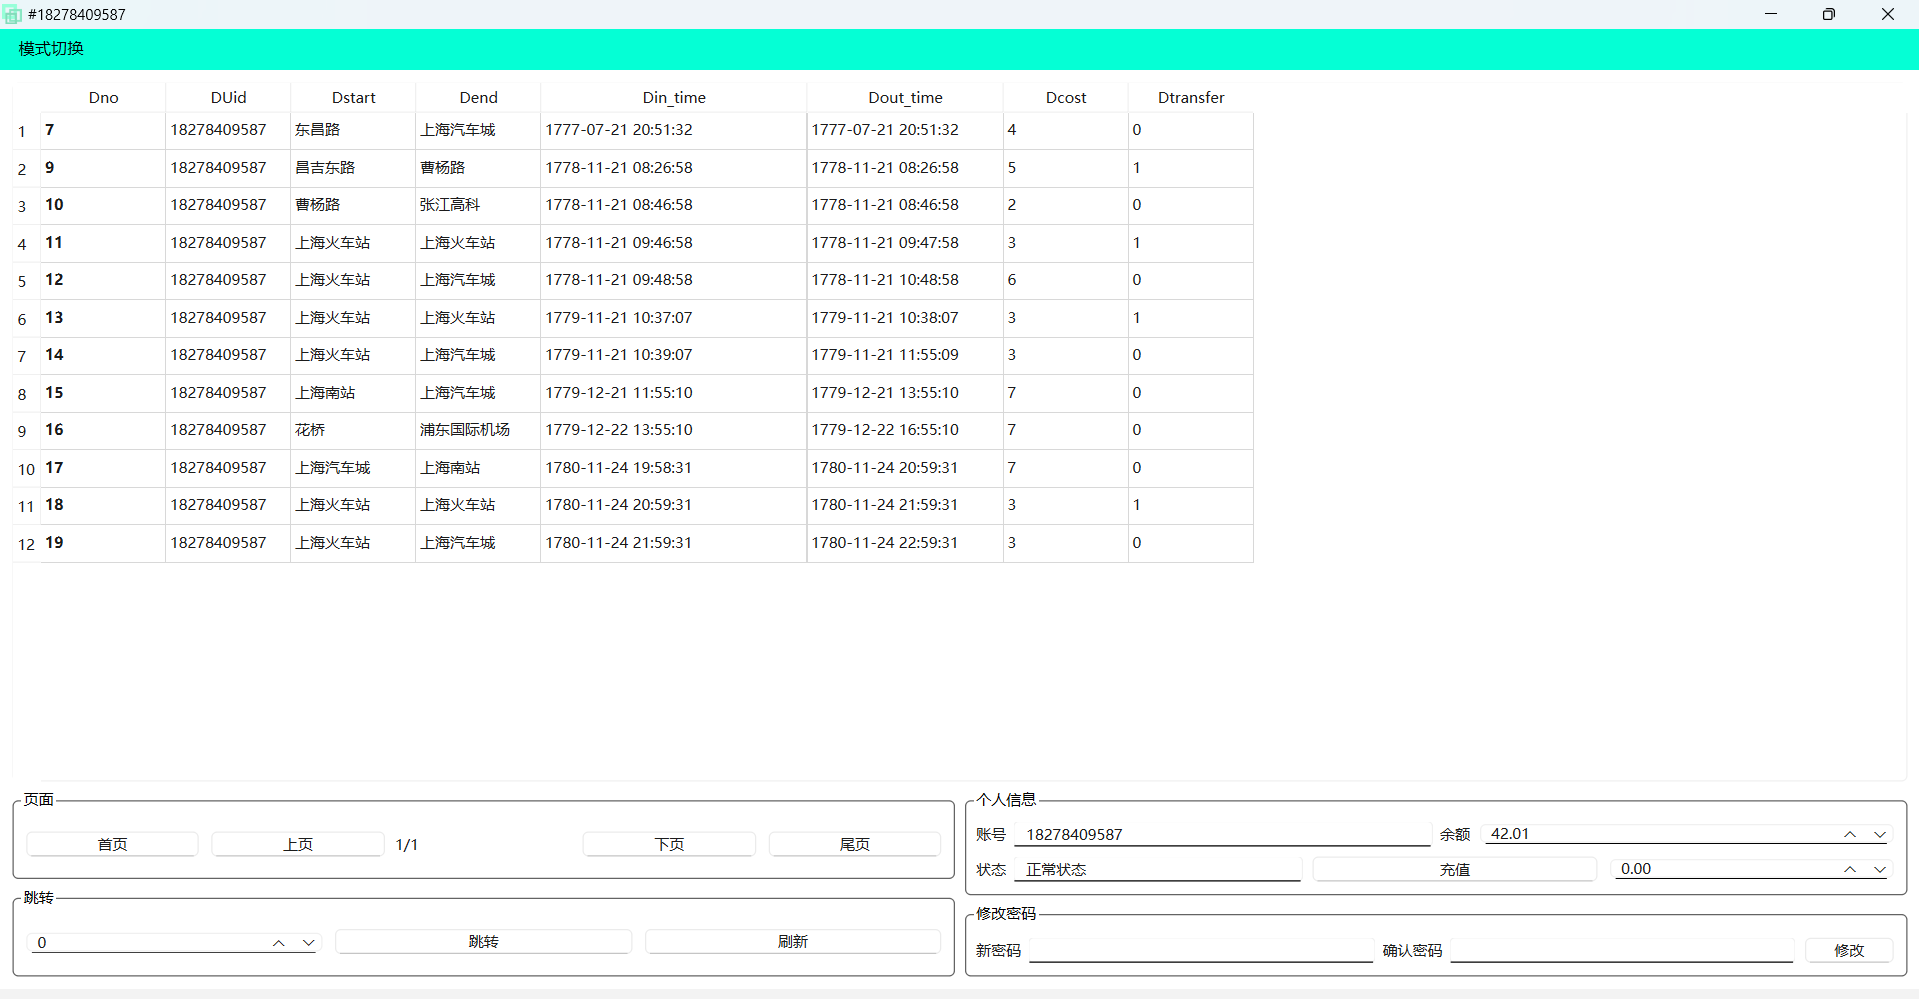 #18278409587
模式切换
Dno DUid Dstart Dend Din_time Dout_time Dcost Dtransfer
1 7 18278409587 东昌路 上海汽车城 1777-07-21 20:51:32 1777-07-21 20:51:32 4 0
2 9 18278409587 昌吉东路 曹杨路 1778-11-21 08:26:58 1778-11-21 08:26:58 5 1
3 10 18278409587 曹杨路 张江高科 1778-11-21 08:46:58 1778-11-21 08:46:58 2 0
4 11 18278409587 上海火车站 上海火车站 1778-11-21 09:46:58 1778-11-21 09:47:58 3 1
5 12 18278409587 上海火车站 上海汽车城 1778-11-21 09:48:58 1778-11-21 10:48:58 6 0
6 13 18278409587 上海火车站 上海火车站 1779-11-21 10:37:07 1779-11-21 10:38:07 3 1
7 14 18278409587 上海火车站 上海汽车城 1779-11-21 10:39:07 1779-11-21 11:55:09 3 0
8 15 18278409587 上海南站 上海汽车城 1779-12-21 11:55:10 1779-12-21 13:55:10 7 0
9 16 18278409587 花桥 浦东国际机场 1779-12-22 13:55:10 1779-12-22 16:55:10 7 0
10 17 18278409587 上海汽车城 上海南站 1780-11-24 19:58:31 1780-11-24 20:59:31 7 0
11 18 18278409587 上海火车站 上海火车站 1780-11-24 20:59:31 1780-11-24 21:59:31 3 1
12 19 18278409587 上海火车站 上海汽车城 1780-11-24 21:59:31 1780-11-24 22:59:31 3 0
页面
首页 上页 1/1 下页 尾页
跳转
0 跳转 刷新
个人信息
账号 18278409587 余额 42.01
状态 正常状态 充值 0.00
修改密码
新密码 确认密码 修改